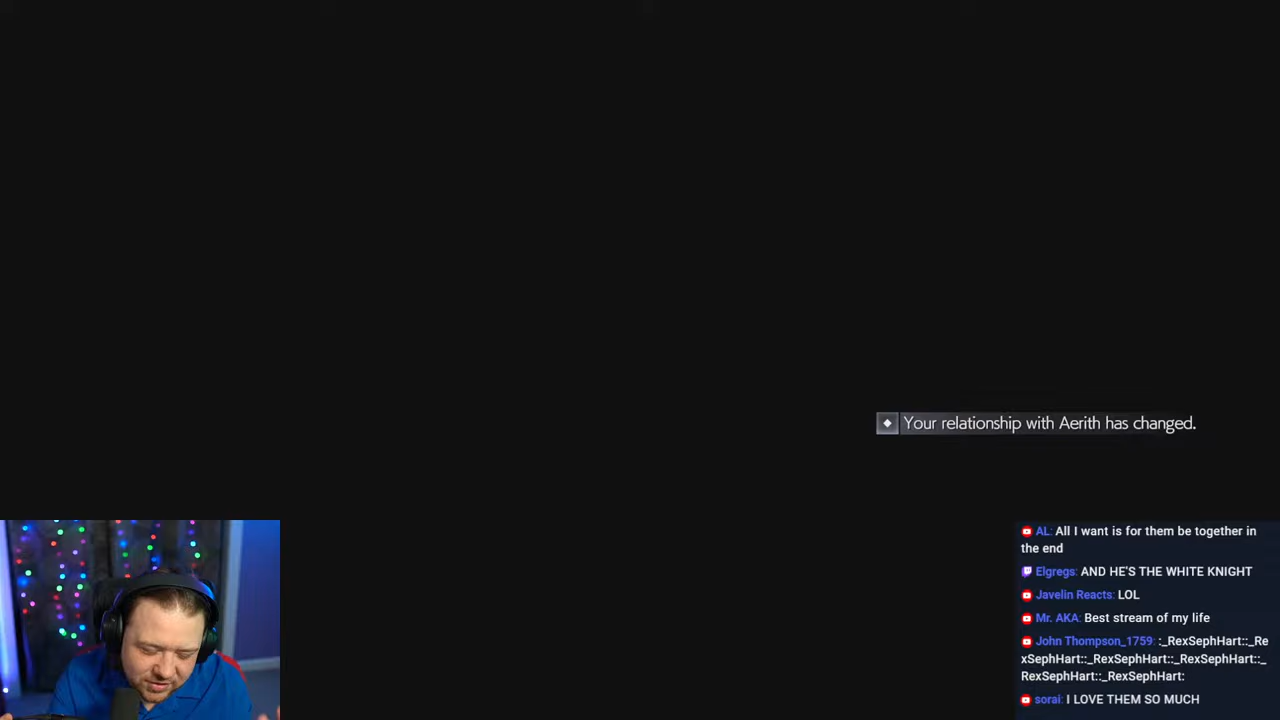 Your relationship with Aerith has changed.
AL: All I want is for them be together in
the end
Elgregs: AND HE'S THE WHITE KNIGHT
Javelin Reacts: LOL
Mr. AKA: Best stream of my life
John Thompson_1759: :_RexSephHart::_Re
xSephHart::_RexSephHart::_RexSephHart::_
RexSephHart::_RexSephHart:
sorai: I LOVE THEM SO MUCH